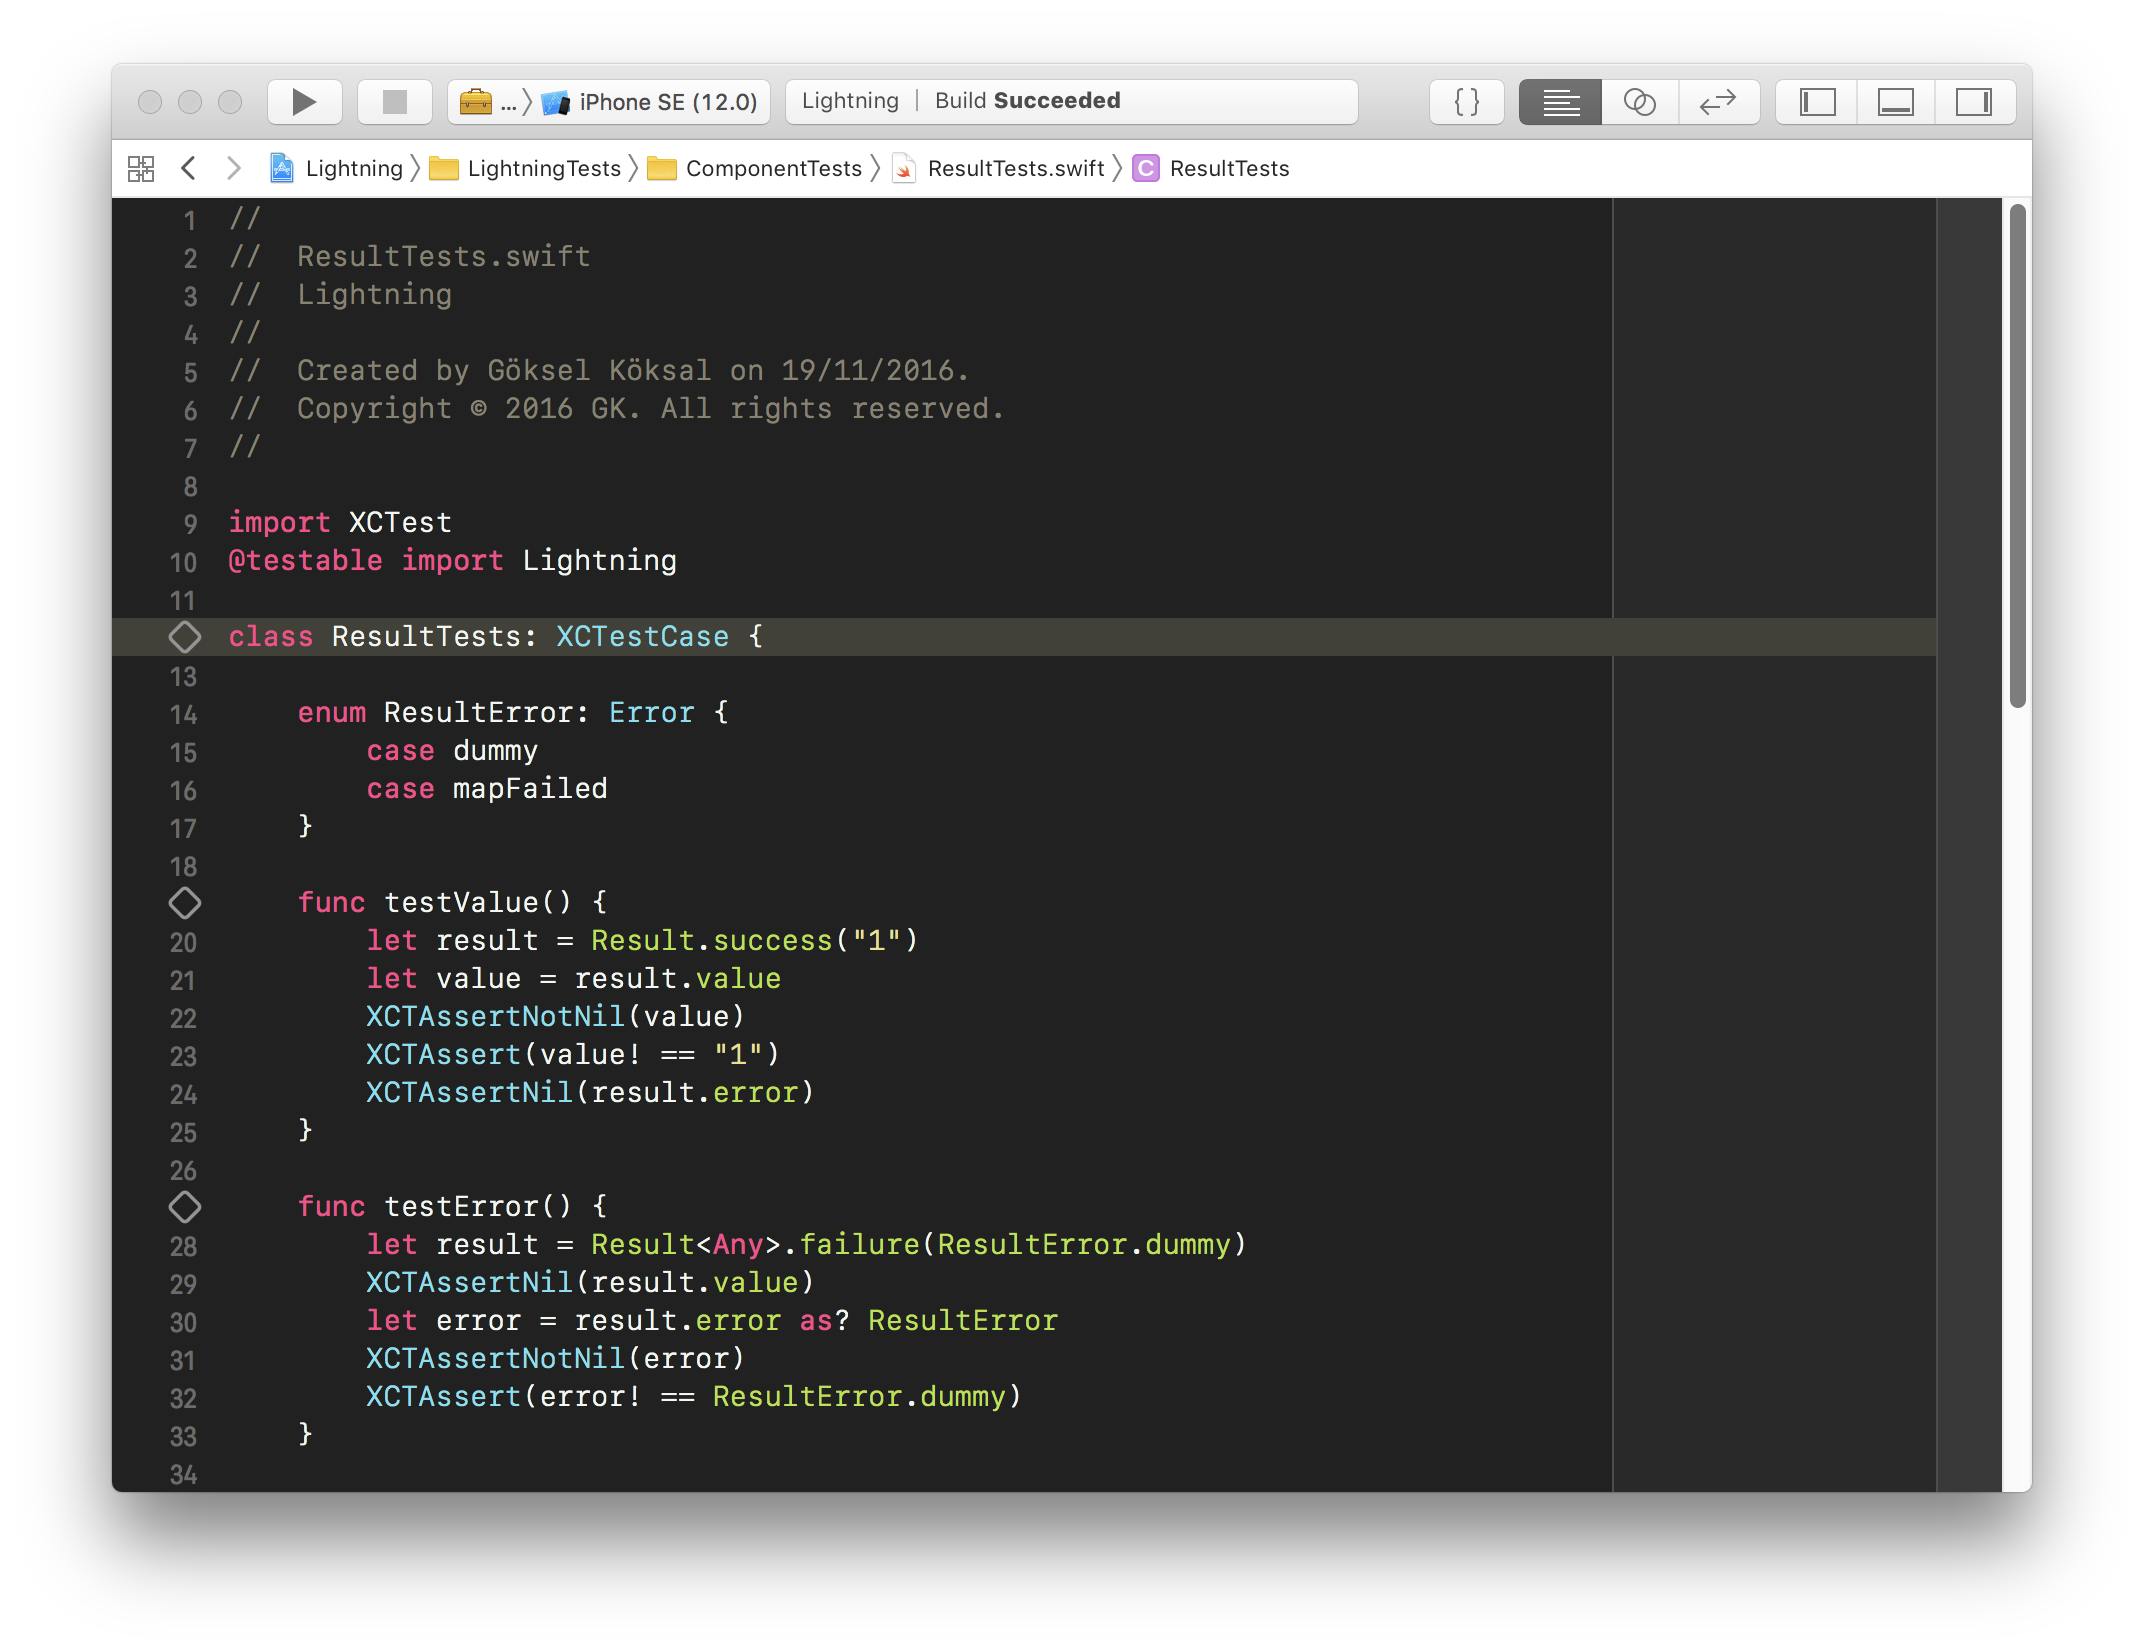 ... iPhone SE (12.0) Lightning | Build Succeeded { }
Lightning LightningTests ComponentTests ResultTests.swift C ResultTests
1 //
2 //  ResultTests.swift
3 //  Lightning
4 //
5 //  Created by Göksel Köksal on 19/11/2016.
6 //  Copyright © 2016 GK. All rights reserved.
7 //
8
9 import XCTest
10 @testable import Lightning
11
class ResultTests: XCTestCase {
13
14     enum ResultError: Error {
15         case dummy
16         case mapFailed
17     }
18
    func testValue() {
20         let result = Result.success("1")
21         let value = result.value
22         XCTAssertNotNil(value)
23         XCTAssert(value! == "1")
24         XCTAssertNil(result.error)
25     }
26
    func testError() {
28         let result = Result<Any>.failure(ResultError.dummy)
29         XCTAssertNil(result.value)
30         let error = result.error as? ResultError
31         XCTAssertNotNil(error)
32         XCTAssert(error! == ResultError.dummy)
33     }
34